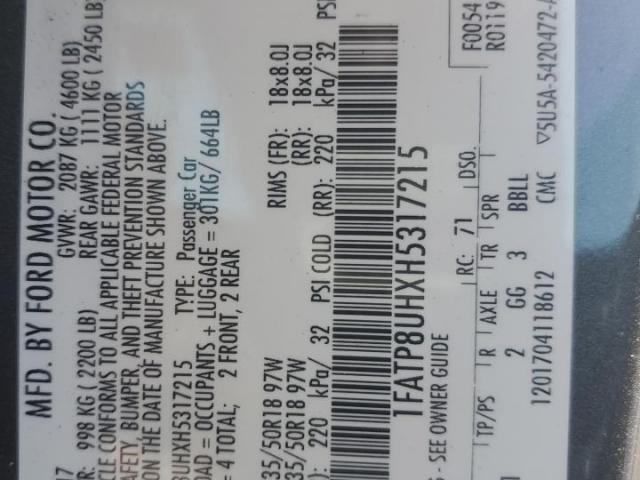 MFD. BY FORD MOTOR CO.
17 GVWR: 2087 KG ( 4600 LB)
R: 998 KG ( 2200 LB) REAR GAWR: 1111 KG ( 2450 LB)
CLE CONFORMS TO ALL APPLICABLE FEDERAL MOTOR
AFETY, BUMPER, AND THEFT PREVENTION STANDARDS
ON THE DATE OF MANUFACTURE SHOWN ABOVE.
8UHXH5317215 TYPE: Passenger Car
OAD = OCCUPANTS + LUGGAGE = 301KG/ 664LB
= 4 TOTAL; 2 FRONT, 2 REAR
35/50R18 97W RIMS (FR): 18x8.0J
35/50R18 97W (RR): 18x8.0J
): 220 kPa/ 32 PSI COLD (RR): 220 kPa/ 32 PSI
1FATP8UHXH5317215
- SEE OWNER GUIDE
RC: 71 DSO:
F0054
R0119
TP/PS R AXLE TR SPR
2 GG 3 BBLL
1201704118612 CMC ▽5U5A-5420472-A